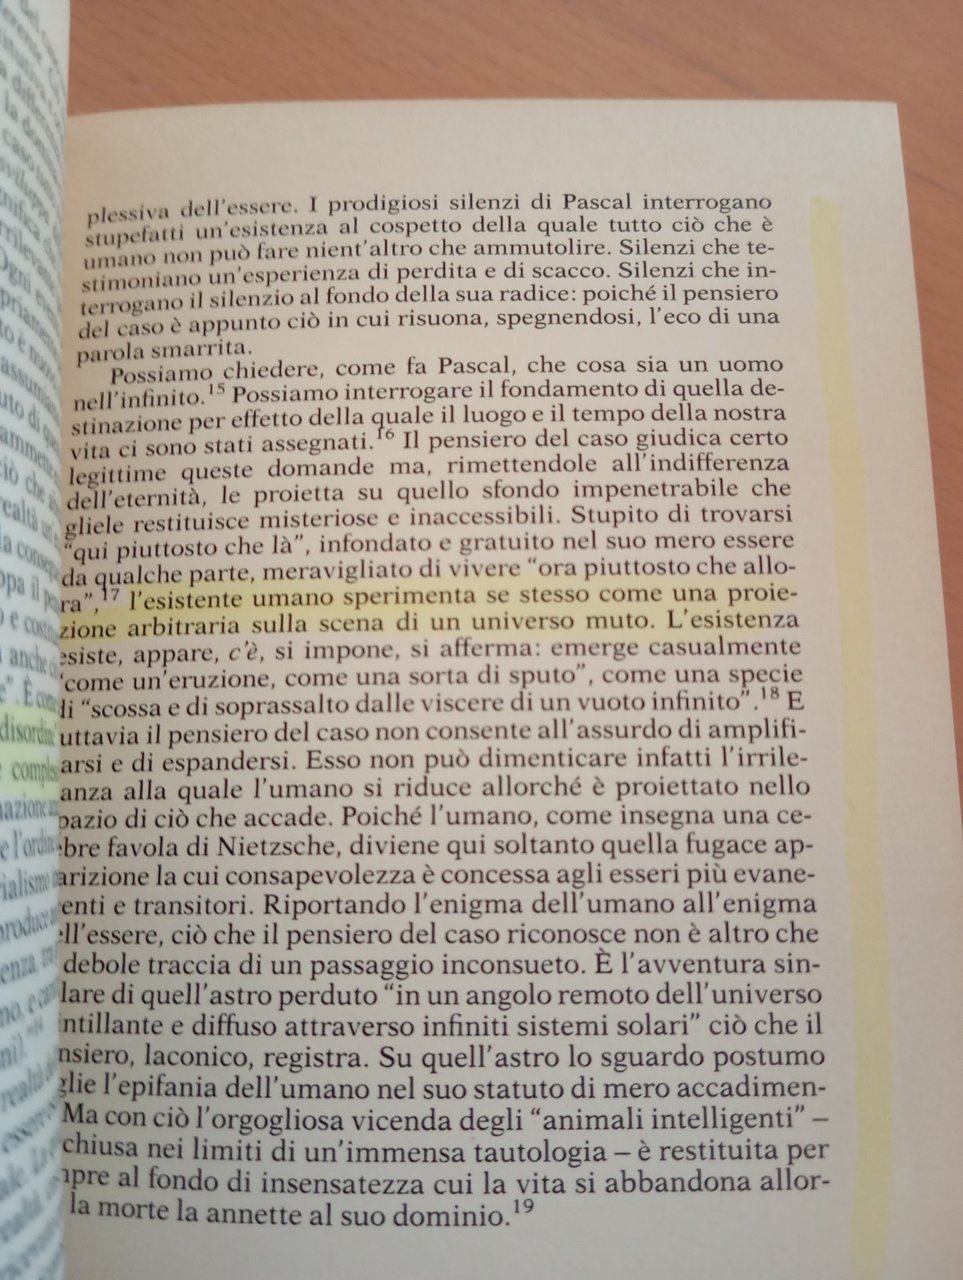 plessiva dell'essere. I prodigiosi silenzi di Pascal interrogano
stupefatti un'esistenza al cospetto della quale tutto ciò che è
umano non può fare nient'altro che ammutolire. Silenzi che te-
stimoniano un'esperienza di perdita e di scacco. Silenzi che in-
terrogano il silenzio al fondo della sua radice: poiché il pensiero
del caso è appunto ciò in cui risuona, spegnendosi, l'eco di una
parola smarrita.
Possiamo chiedere, come fa Pascal, che cosa sia un uomo
nell'infinito.15 Possiamo interrogare il fondamento di quella de-
stinazione per effetto della quale il luogo e il tempo della nostra
vita ci sono stati assegnati.16 Il pensiero del caso giudica certo
legittime queste domande ma, rimettendole all'indifferenza
dell'eternità, le proietta su quello sfondo impenetrabile che
gliele restituisce misteriose e inaccessibili. Stupito di trovarsi
“qui piuttosto che là”, infondato e gratuito nel suo mero essere
da qualche parte, meravigliato di vivere “ora piuttosto che allo-
ra”,17 l'esistente umano sperimenta se stesso come una proie-
zione arbitraria sulla scena di un universo muto. L'esistenza
esiste, appare, c'è, si impone, si afferma: emerge casualmente
“come un'eruzione, come una sorta di sputo”, come una specie
di “scossa e di soprassalto dalle viscere di un vuoto infinito”.18 E
uttavia il pensiero del caso non consente all'assurdo di amplifi-
arsi e di espandersi. Esso non può dimenticare infatti l'irrile-
anza alla quale l'umano si riduce allorché è proiettato nello
pazio di ciò che accade. Poiché l'umano, come insegna una ce-
ebre favola di Nietzsche, diviene qui soltanto quella fugace ap-
arizione la cui consapevolezza è concessa agli esseri più evane-
enti e transitori. Riportando l'enigma dell'umano all'enigma
ell'essere, ciò che il pensiero del caso riconosce non è altro che
debole traccia di un passaggio inconsueto. È l'avventura sin-
lare di quell'astro perduto “in un angolo remoto dell'universo
ntillante e diffuso attraverso infiniti sistemi solari” ciò che il
nsiero, laconico, registra. Su quell'astro lo sguardo postumo
glie l'epifania dell'umano nel suo statuto di mero accadimen-
Ma con ciò l'orgogliosa vicenda degli “animali intelligenti” –
chiusa nei limiti di un'immensa tautologia – è restituita per
mpre al fondo di insensatezza cui la vita si abbandona allor-
la morte la annette al suo dominio.19